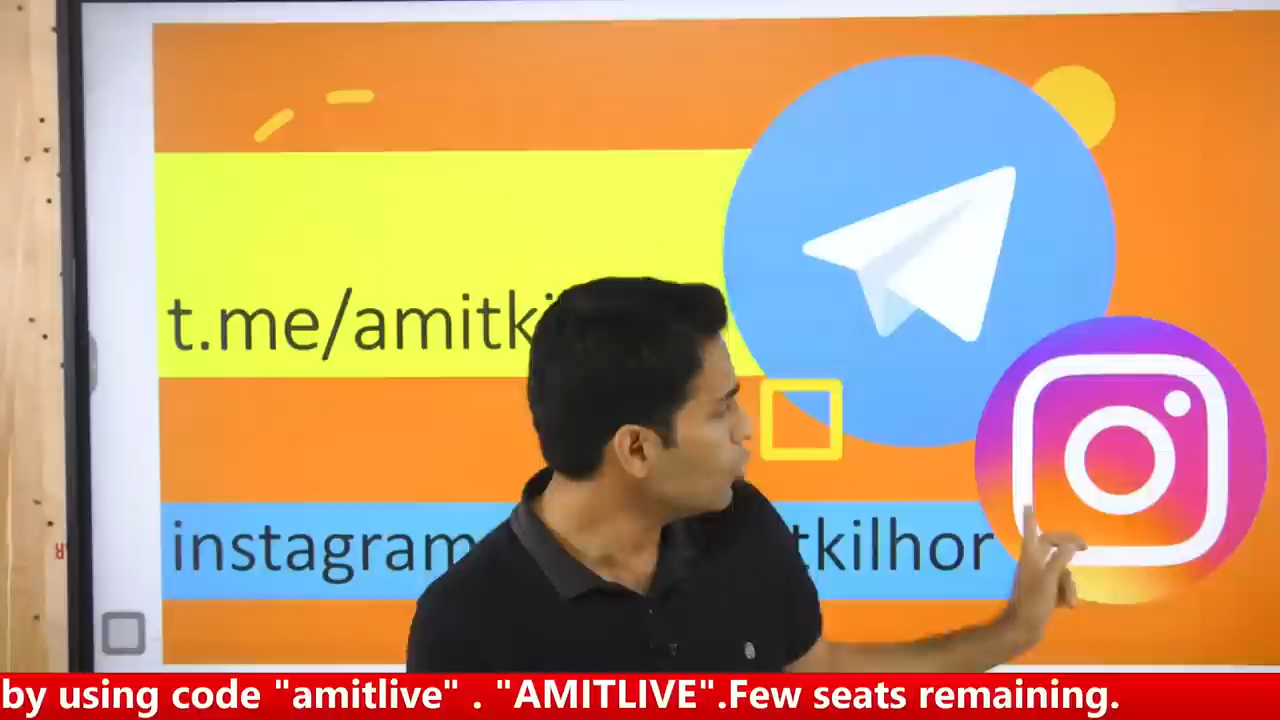 t.me/amitk
instagram tkilhor
by using code "amitlive" . "AMITLIVE".Few seats remaining.